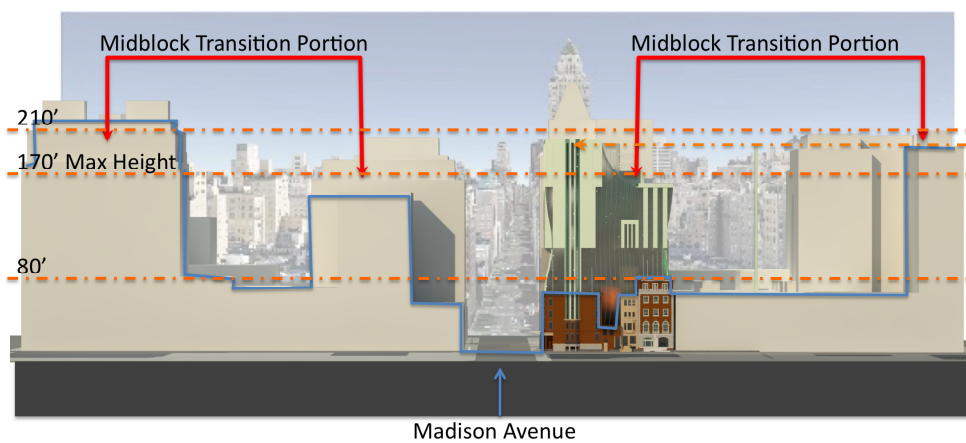 Midblock Transition Portion
Midblock Transition Portion
210’
170’ Max Height
80’
Madison Avenue